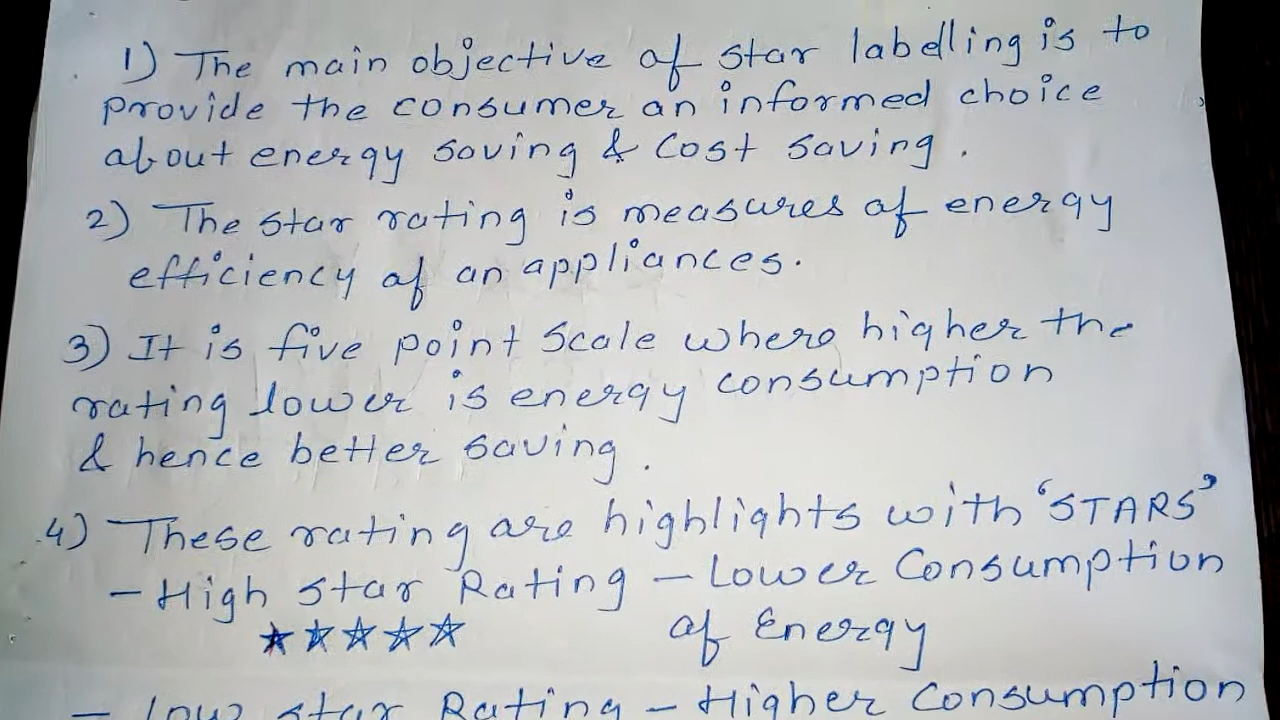 1) The main objective of star labelling is to
provide the consumer an informed choice
about energy saving & cost saving.
2) The star rating is measures of energy
efficiency of an appliances.
3) It is five point scale where higher the
rating lower is energy consumption
& hence better saving.
4) These rating are highlights with ‘STARS’
- High star Rating - Lower Consumption
☆☆☆☆☆ of Energy
- Low star Rating - Higher Consumption